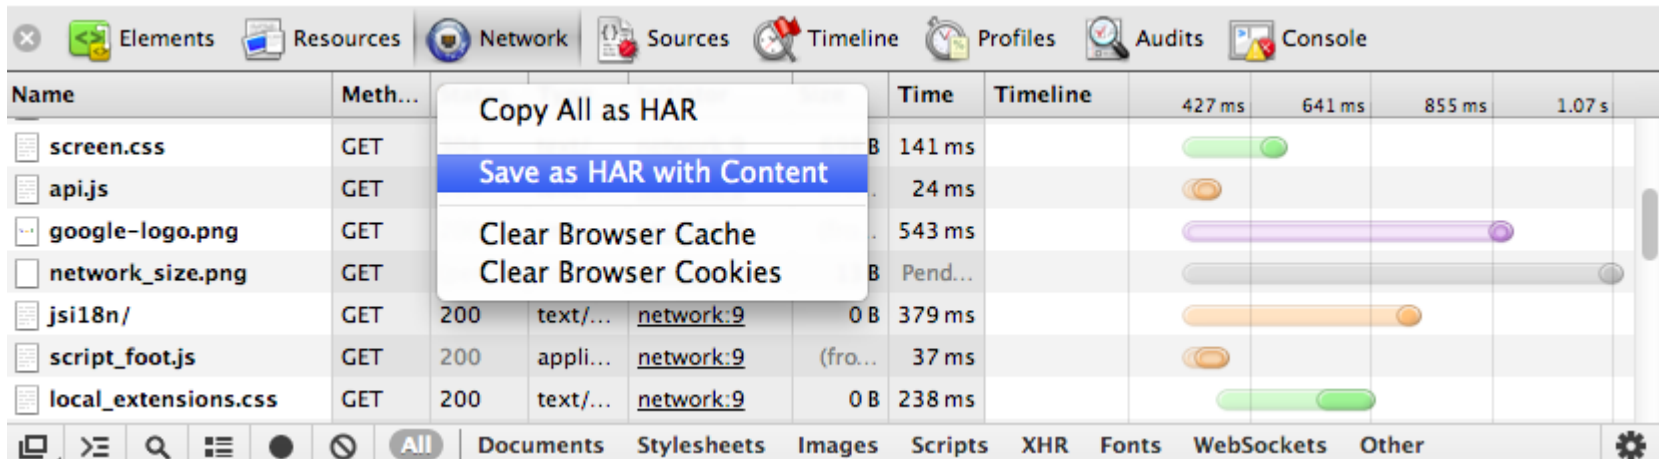 Elements Resources Network Sources Timeline Profiles Audits Console
Name Meth... Time Timeline 427 ms 641 ms 855 ms 1.07 s
Copy All as HAR
screen.css GET B 141 ms
Save as HAR with Content
api.js GET 24 ms
Clear Browser Cache
google-logo.png GET 543 ms
Clear Browser Cookies
network_size.png GET B Pend...
jsi18n/ GET 200 text/... network:9 0 B 379 ms
script_foot.js GET 200 appli... network:9 (fro... 37 ms
local_extensions.css GET 200 text/... network:9 0 B 238 ms
All Documents Stylesheets Images Scripts XHR Fonts WebSockets Other